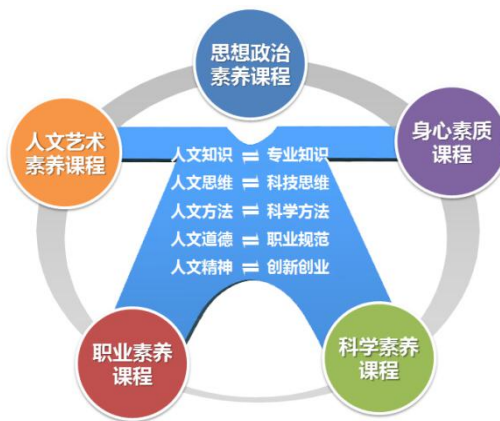 思想政治
素养课程
人文艺术
素养课程
身心素质
课程
人文知识 ⇌ 专业知识
人文思维 ⇌ 科技思维
人文方法 ⇌ 科学方法
人文道德 ⇌ 职业规范
人文精神 ⇌ 创新创业
职业素养
课程
科学素养
课程